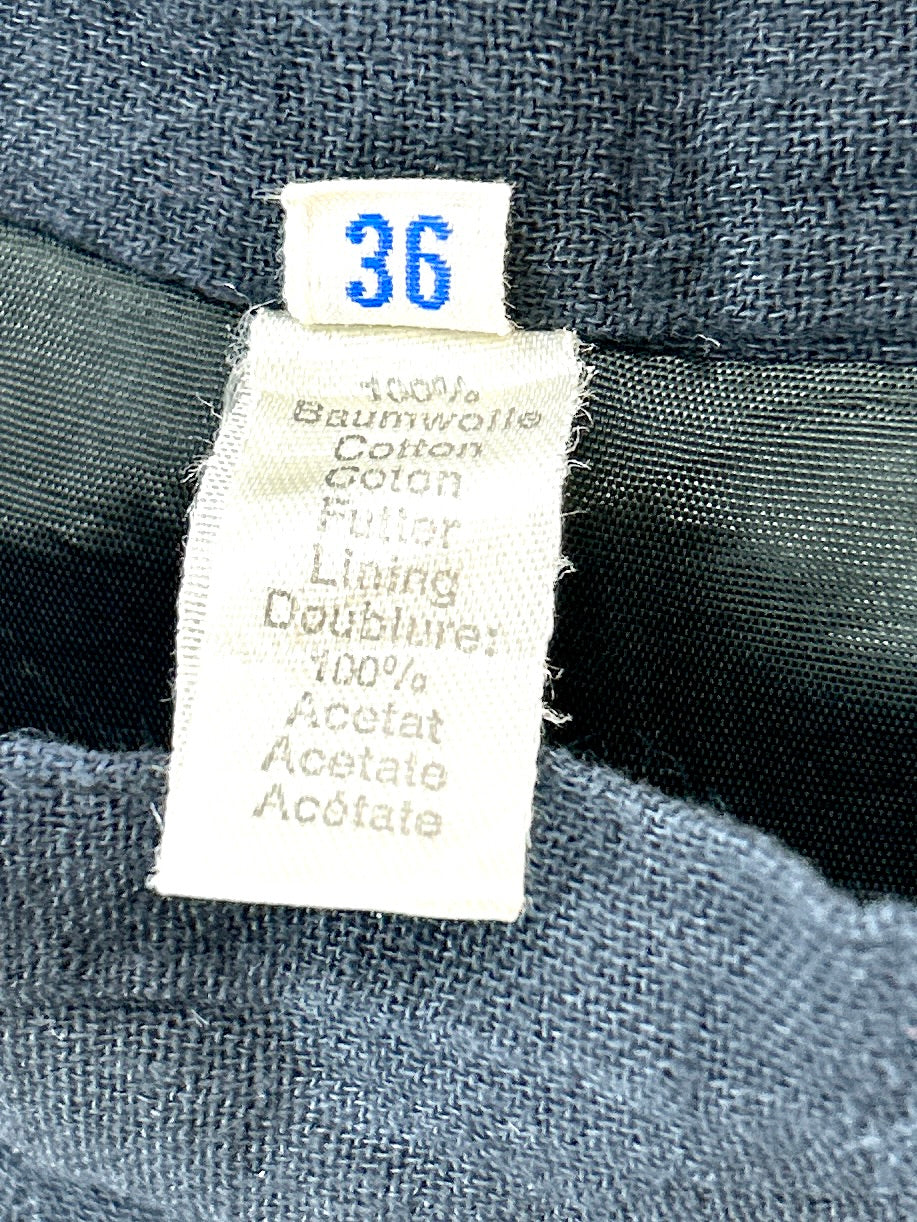 36
100%
Baumwolle
Cotton
Coton
Futter
Lining
Doublure:
100%
Acetat
Acetate
Acétate